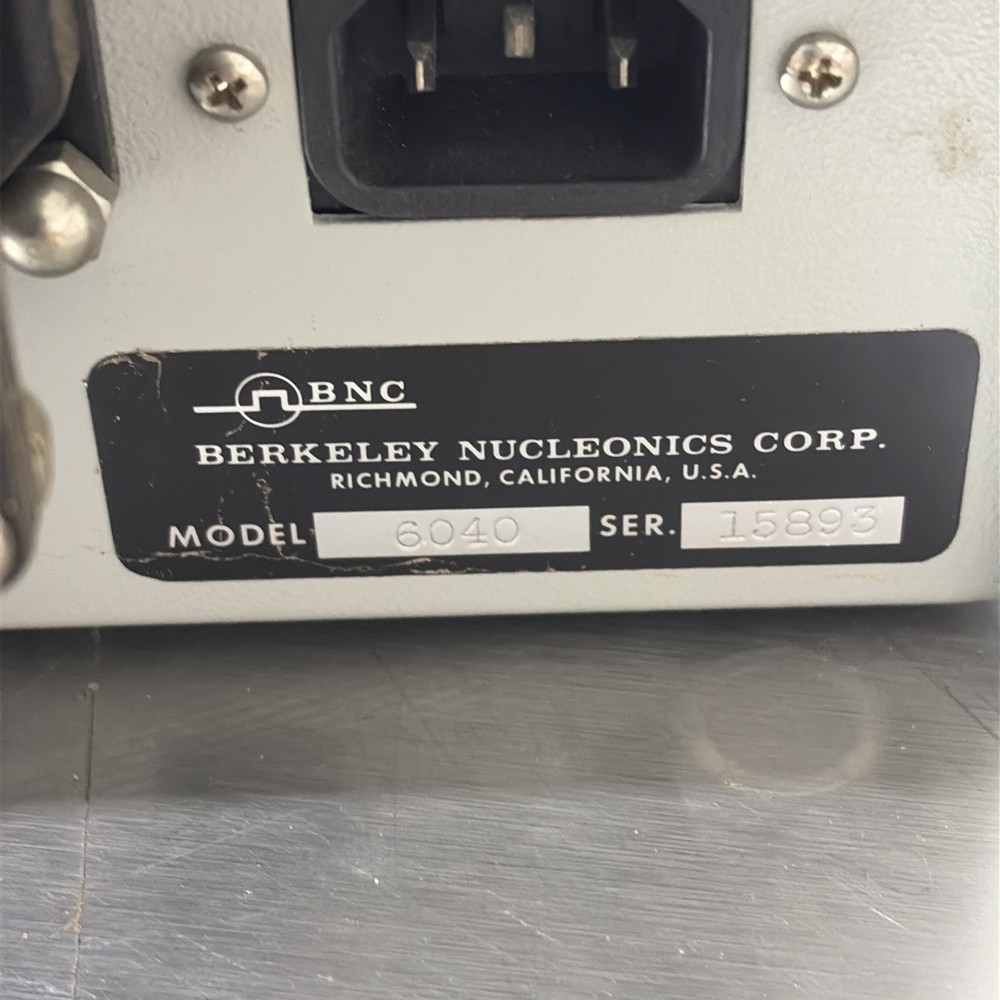 BNC
BERKELEY NUCLEONICS CORP.
RICHMOND, CALIFORNIA, U.S.A.
MODEL 6040 SER. 15893